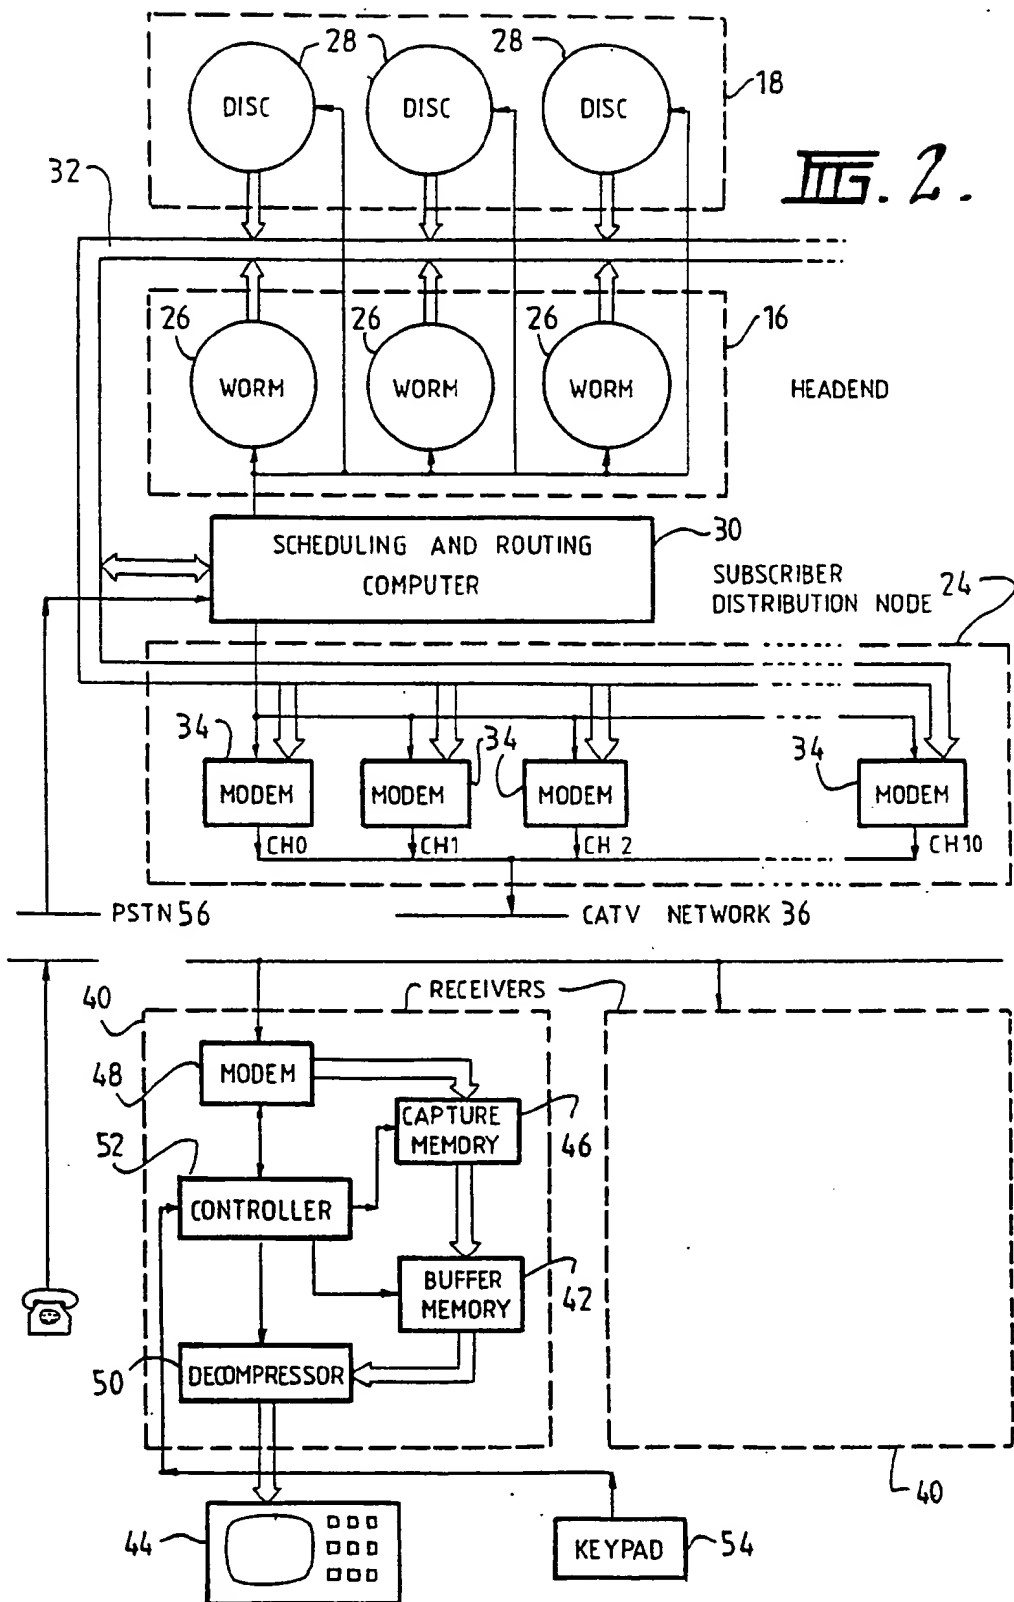 28 28
DISC DISC DISC
18
32
FIG. 2.
26 26 26
16
WORM WORM WORM
HEADEND
SCHEDULING AND ROUTING
COMPUTER
30
SUBSCRIBER
DISTRIBUTION NODE
24
34 34 34
MODEM MODEM MODEM MODEM
CH0 CH1 CH2 CH10
PSTN 56
CATV NETWORK 36
RECEIVERS
40
MODEM
48
CAPTURE
MEMORY
46
52
CONTROLLER
BUFFER
MEMORY
42
DECOMPRESSOR
50
40
44
KEYPAD
54